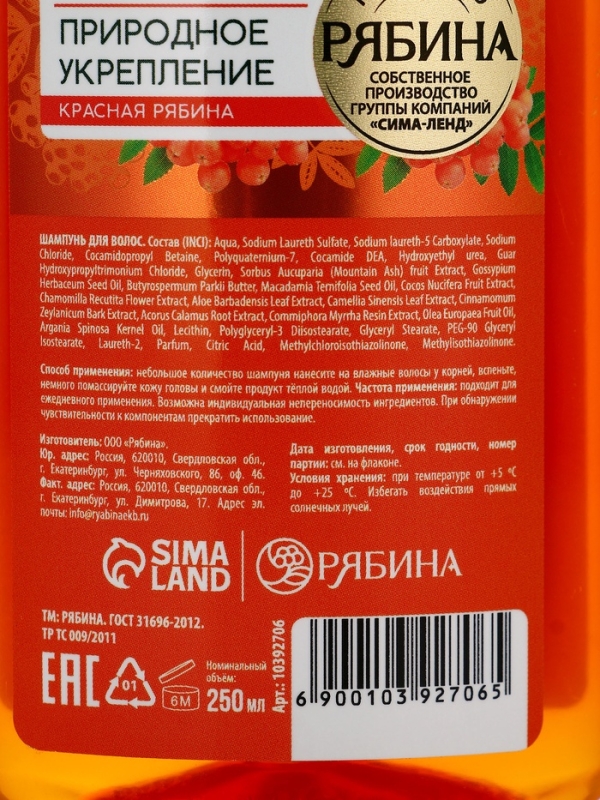 ПРИРОДНОЕ
УКРЕПЛЕНИЕ
КРАСНАЯ РЯБИНА
РЯБИНА
СОБСТВЕННОЕ
ПРОИЗВОДСТВО
ГРУППЫ КОМПАНИЙ
«СИМА-ЛЕНД»
ШАМПУНЬ ДЛЯ ВОЛОС. Состав (INCI): Aqua, Sodium Laureth Sulfate, Sodium laureth-5 Carboxylate, Sodium
Chloride, Cocamidopropyl Betaine, Polyquaternium-7, Cocamide DEA, Hydroxyethyl urea, Guar
Hydroxypropyltrimonium Chloride, Glycerin, Sorbus Aucuparia (Mountain Ash) fruit Extract, Gossypium
Herbaceum Seed Oil, Butyrospermum Parkii Butter, Macadamia Ternifolia Seed Oil, Cocos Nucifera Fruit Extract,
Chamomilla Recutita Flower Extract, Aloe Barbadensis Leaf Extract, Camellia Sinensis Leaf Extract, Cinnamomum
Zeylanicum Bark Extract, Acorus Calamus Root Extract, Commiphora Myrrha Resin Extract, Olea Europaea Fruit Oil,
Argania Spinosa Kernel Oil, Lecithin, Polyglyceryl-3 Diisostearate, Glyceryl Stearate, PEG-90 Glyceryl
Isostearate, Laureth-2, Parfum, Citric Acid, Methylchloroisothiazolinone, Methylisothiazolinone.
Способ применения: небольшое количество шампуня нанесите на влажные волосы у корней, вспеньте,
немного помассируйте кожу головы и смойте продукт тёплой водой. Частота применения: подходит для
ежедневного применения. Возможна индивидуальная непереносимость ингредиентов. При обнаружении
чувствительности к компонентам прекратить использование.
Изготовитель: ООО «Рябина».
Юр. адрес: Россия, 620010, Свердловская обл.,
г. Екатеринбург, ул. Черняховского, 86, оф. 46.
Факт. адрес: Россия, 620010, Свердловская обл.,
г. Екатеринбург, ул. Димитрова, 17. Адрес эл.
почты: info@ryabinaekb.ru
Дата изготовления, срок годности, номер
партии: см. на флаконе.
Условия хранения: при температуре от +5 °C
до +25 °C. Избегать воздействия прямых
солнечных лучей.
SIMA
LAND
РЯБИНА
ТМ: РЯБИНА. ГОСТ 31696-2012.
ТР ТС 009/2011
EAC
01
6M
Номинальный
объём:
250 мл
Арт.: 10392706
6 900103 927065